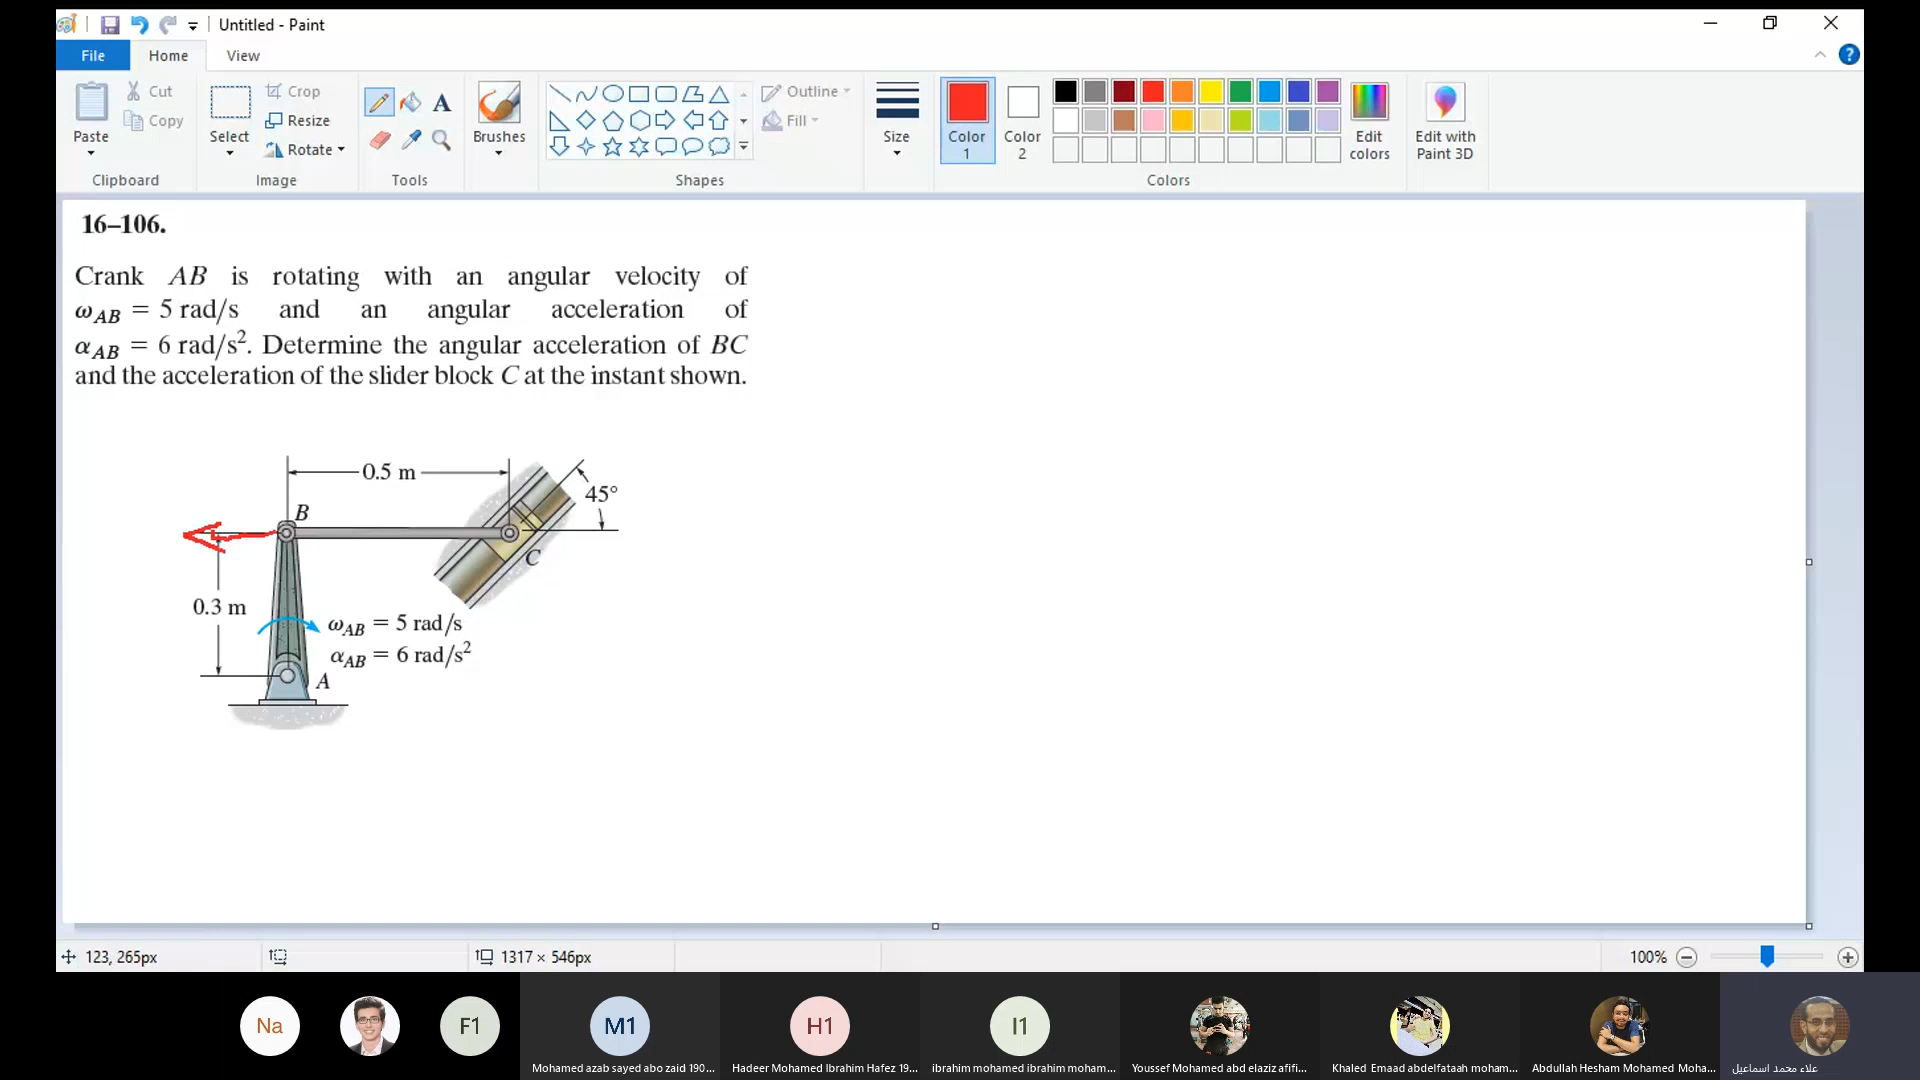 Untitled - Paint
File Home View
Paste
Cut
Copy
Clipboard
Select
Crop
Resize
Rotate
Image
A
Tools
Brushes
Outline
Fill
Shapes
Size
Color 1
Color 2
Edit colors
Edit with Paint 3D
Colors
?
16–106.
Crank AB is rotating with an angular velocity of
ωAB = 5 rad/s and an angular acceleration of
αAB = 6 rad/s². Determine the angular acceleration of BC
and the acceleration of the slider block C at the instant shown.
0.5 m
45°
B
C
0.3 m
ωAB = 5 rad/s
αAB = 6 rad/s²
A
123, 265px
1317 × 546px
100%
Na
F1
M1
H1
I1
Mohamed azab sayed abo zaid 190...
Hadeer Mohamed Ibrahim Hafez 19...
ibrahim mohamed ibrahim moham...
Youssef Mohamed abd elaziz afifi...
Khaled Emaad abdelfataah moham...
Abdullah Hesham Mohamed Moha...
علاء محمد اسماعيل